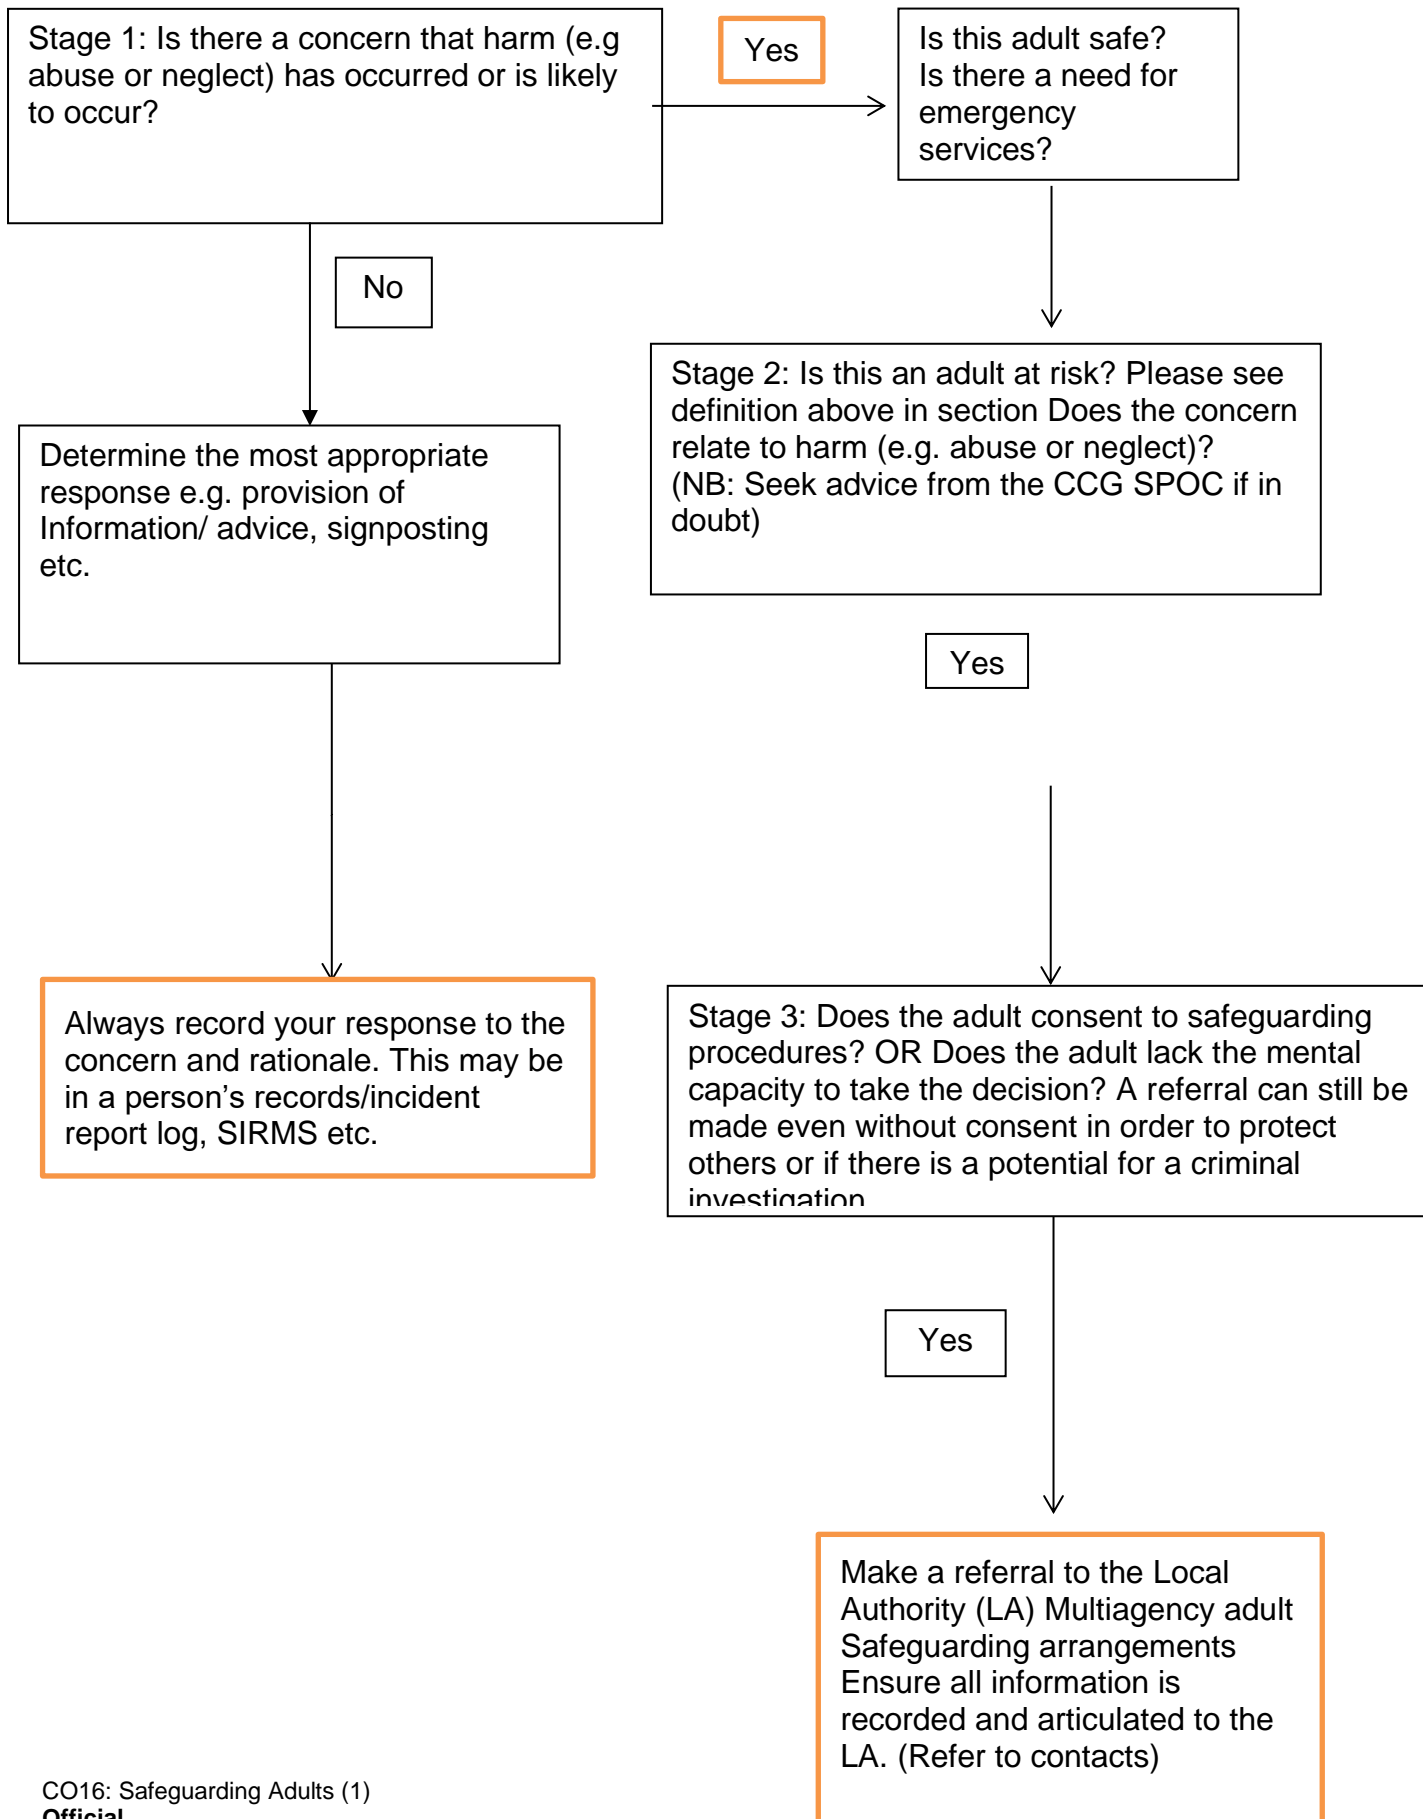 Stage 1: Is there a concern that harm (e.g
abuse or neglect) has occurred or is likely
to occur?
Yes
Is this adult safe?
Is there a need for
emergency
services?
No
Stage 2: Is this an adult at risk? Please see
definition above in section Does the concern
relate to harm (e.g. abuse or neglect)?
(NB: Seek advice from the CCG SPOC if in
doubt)
Determine the most appropriate
response e.g. provision of
Information/ advice, signposting
etc.
Yes
Always record your response to the
concern and rationale. This may be
in a person’s records/incident
report log, SIRMS etc.
Stage 3: Does the adult consent to safeguarding
procedures? OR Does the adult lack the mental
capacity to take the decision? A referral can still be
made even without consent in order to protect
others or if there is a potential for a criminal
investigation
Yes
Make a referral to the Local
Authority (LA) Multiagency adult
Safeguarding arrangements
Ensure all information is
recorded and articulated to the
LA. (Refer to contacts)
CO16: Safeguarding Adults (1)
Official